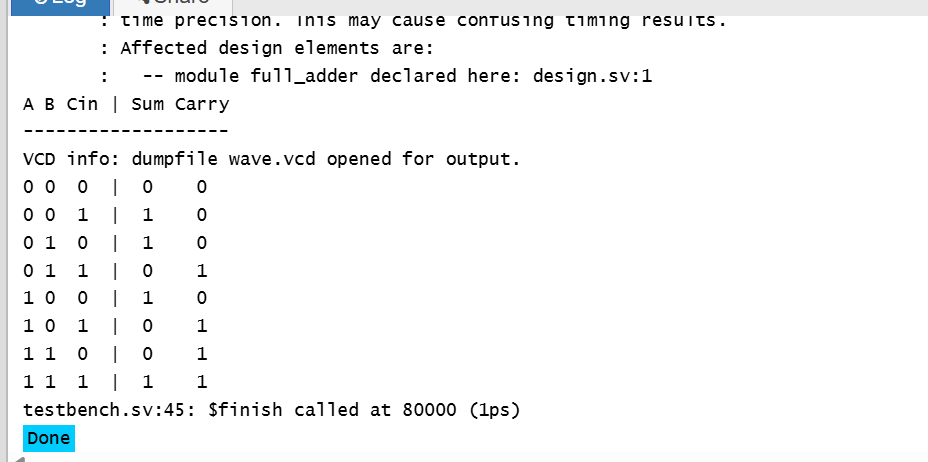 Log Share
: time precision. This may cause confusing timing results.
: Affected design elements are:
:   -- module full_adder declared here: design.sv:1
A B Cin | Sum Carry
-------------------
VCD info: dumpfile wave.vcd opened for output.
0 0  0  |  0    0
0 0  1  |  1    0
0 1  0  |  1    0
0 1  1  |  0    1
1 0  0  |  1    0
1 0  1  |  0    1
1 1  0  |  0    1
1 1  1  |  1    1
testbench.sv:45: $finish called at 80000 (1ps)
Done